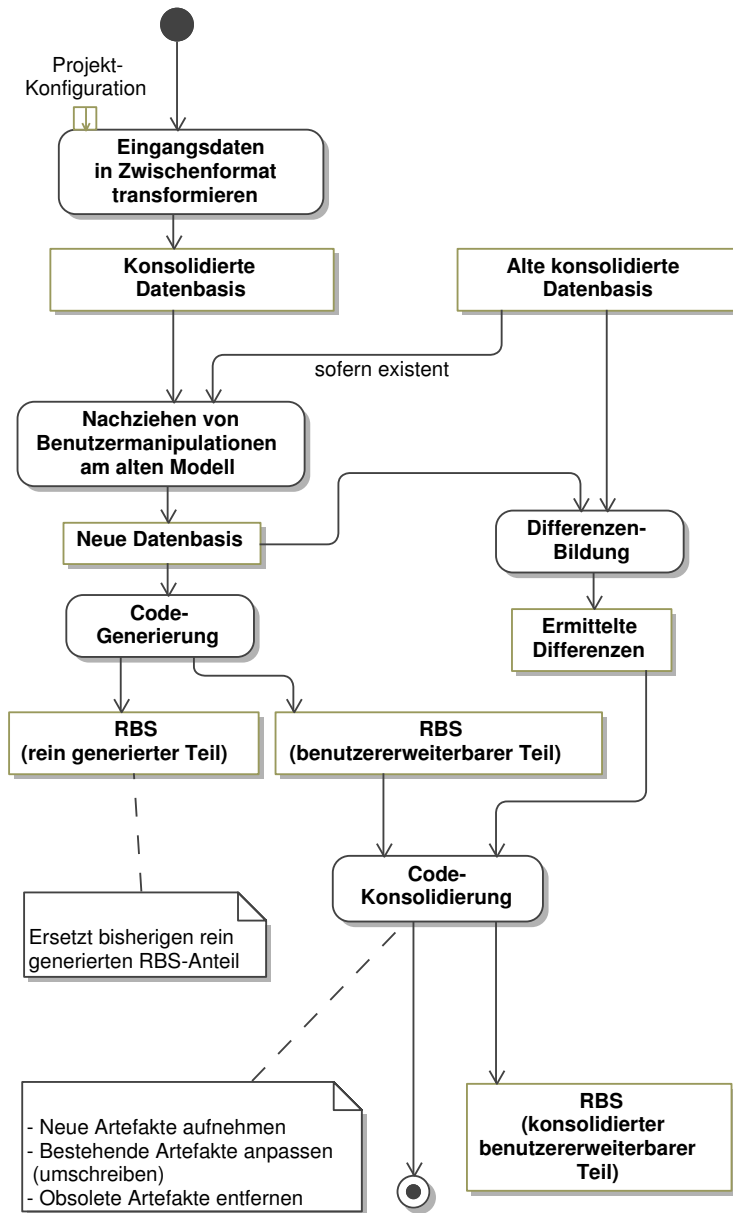 Projekt-
Konfiguration
Eingangsdaten
in Zwischenformat
transformieren
Konsolidierte
Datenbasis
Alte konsolidierte
Datenbasis
sofern existent
Nachziehen von
Benutzermanipulationen
am alten Modell
Neue Datenbasis
Differenzen-
Bildung
Code-
Generierung
Ermittelte
Differenzen
RBS
(rein generierter Teil)
RBS
(benutzererweiterbarer Teil)
Code-
Konsolidierung
Ersetzt bisherigen rein
generierten RBS-Anteil
- Neue Artefakte aufnehmen
- Bestehende Artefakte anpassen
(umschreiben)
- Obsolete Artefakte entfernen
RBS
(konsolidierter
benutzererweiterbarer
Teil)